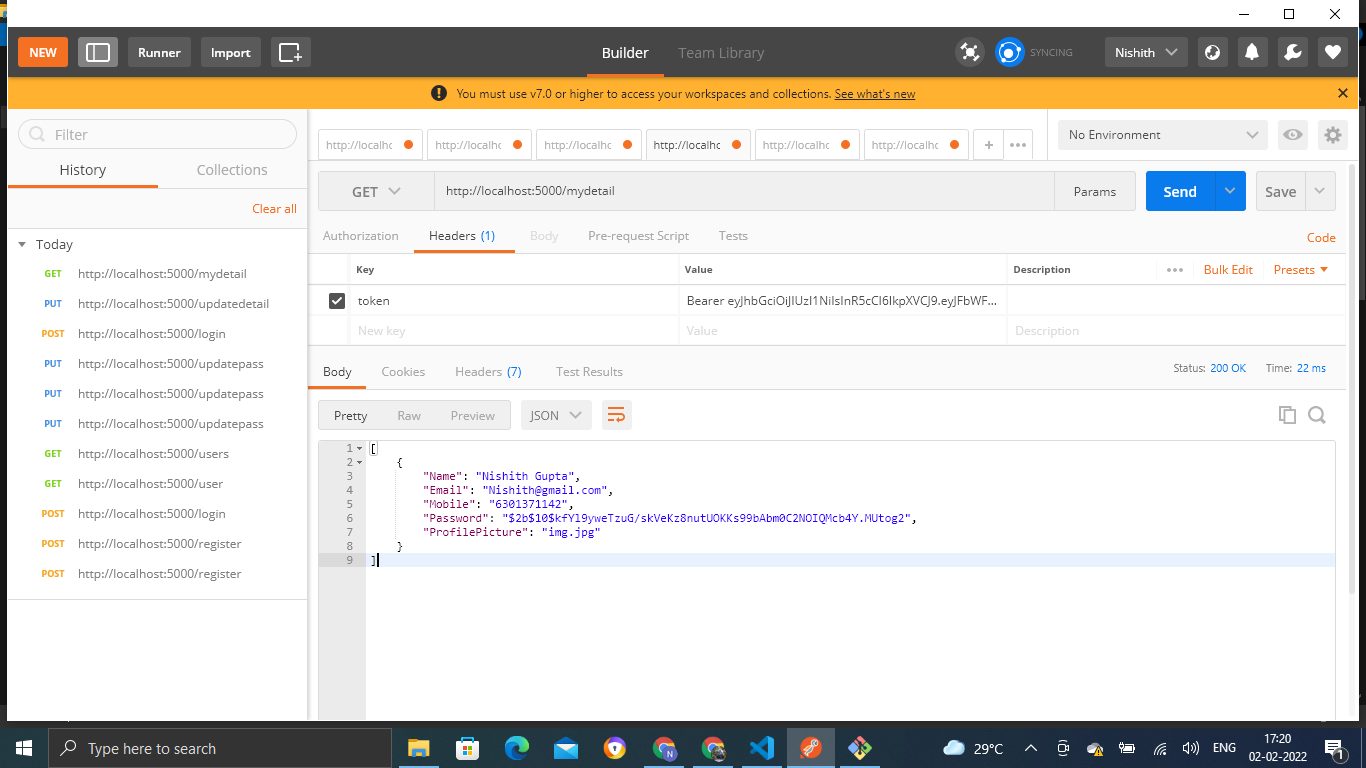 NEW
Runner
Import
Builder
Team Library
SYNCING
Nishith
You must use v7.0 or higher to access your workspaces and collections. See what's new
Filter
History
Collections
Clear all
Today
GET http://localhost:5000/mydetail
PUT http://localhost:5000/updatedetail
POST http://localhost:5000/login
PUT http://localhost:5000/updatepass
PUT http://localhost:5000/updatepass
PUT http://localhost:5000/updatepass
GET http://localhost:5000/users
GET http://localhost:5000/user
POST http://localhost:5000/login
POST http://localhost:5000/register
POST http://localhost:5000/register
http://localhc http://localhc http://localhc http://localhc http://localhc http://localhc + •••
No Environment
GET http://localhost:5000/mydetail Params Send Save
Authorization Headers (1) Body Pre-request Script Tests Code
Key Value Description ••• Bulk Edit Presets
token Bearer eyJhbGciOiJIUzI1NiIsInR5cCI6IkpXVCJ9.eyJFbWF...
New key Value Description
Body Cookies Headers (7) Test Results Status: 200 OK Time: 22 ms
Pretty Raw Preview JSON
1 [
2 {
3 "Name": "Nishith Gupta",
4 "Email": "Nishith@gmail.com",
5 "Mobile": "6301371142",
6 "Password": "$2b$10$kfYl9yweTzuG/skVeKz8nutUOKKs99bAbm0C2NOIQMcb4Y.MUtog2",
7 "ProfilePicture": "img.jpg"
8 }
9 ]
Type here to search
N
29°C
ENG
17:20
02-02-2022
1